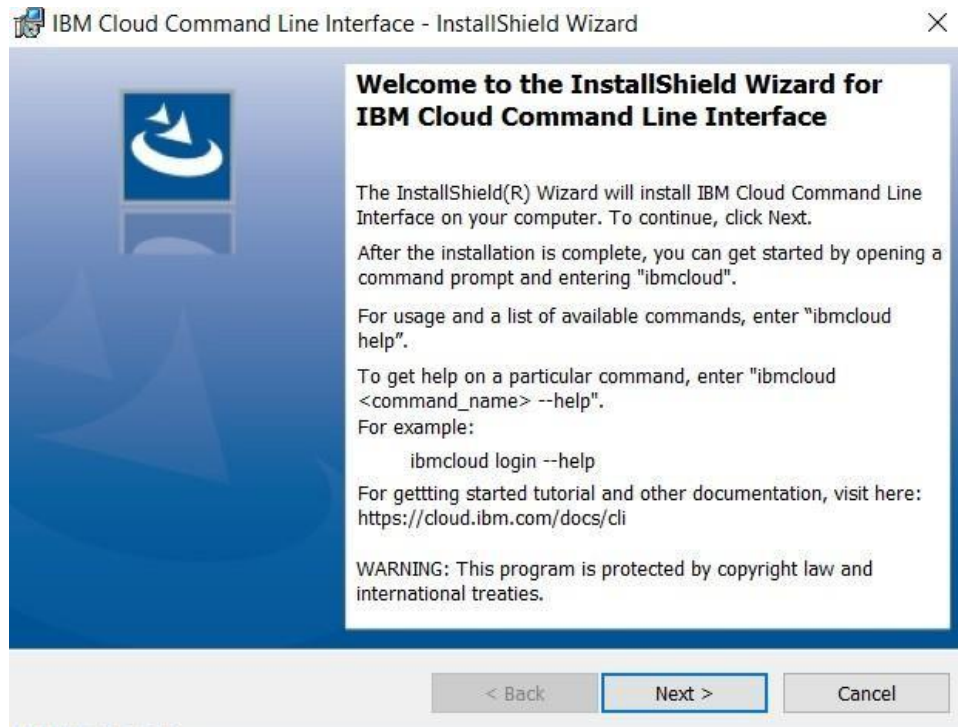 IBM Cloud Command Line Interface - InstallShield Wizard
Welcome to the InstallShield Wizard for
IBM Cloud Command Line Interface
The InstallShield(R) Wizard will install IBM Cloud Command Line
Interface on your computer. To continue, click Next.
After the installation is complete, you can get started by opening a
command prompt and entering "ibmcloud".
For usage and a list of available commands, enter “ibmcloud
help”.
To get help on a particular command, enter "ibmcloud
<command_name> --help".
For example:
ibmcloud login --help
For gettting started tutorial and other documentation, visit here:
https://cloud.ibm.com/docs/cli
WARNING: This program is protected by copyright law and
international treaties.
< Back
Next >
Cancel